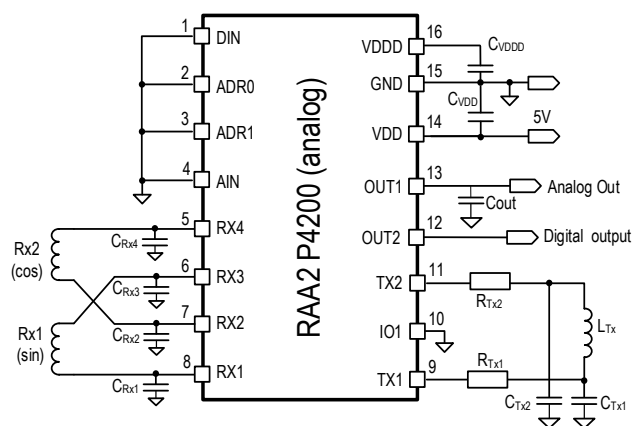 1 DIN
2 ADR0
3 ADR1
4 AIN
5 RX4
6 RX3
7 RX2
8 RX1
CRx4
CRx3
CRx2
CRx1
Rx2
(cos)
Rx1
(sin)
RAA2 P4200 (analog)
VDDD 16
GND 15
VDD 14
OUT1 13
OUT2 12
TX2 11
IO1 10
TX1 9
CVDDD
CVDD
5V
Analog Out
Cout
Digital output
RTx2
LTx
RTx1
CTx2
CTx1